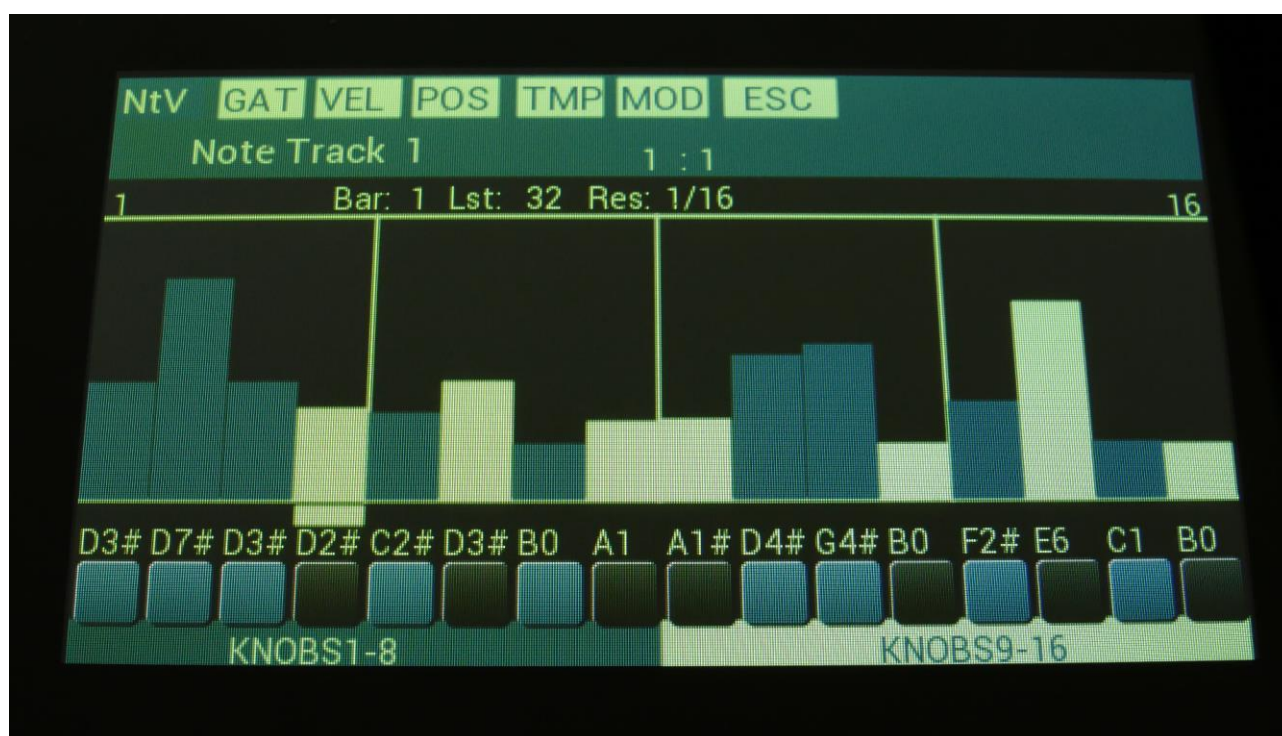 NtV GAT VEL POS TMP MOD ESC
Note Track 1 1 : 1
1 Bar: 1 Lst: 32 Res: 1/16 16
D3# D7# D3# D2# C2# D3# B0 A1 A1# D4# G4# B0 F2# E6 C1 B0
KNOBS1-8 KNOBS9-16